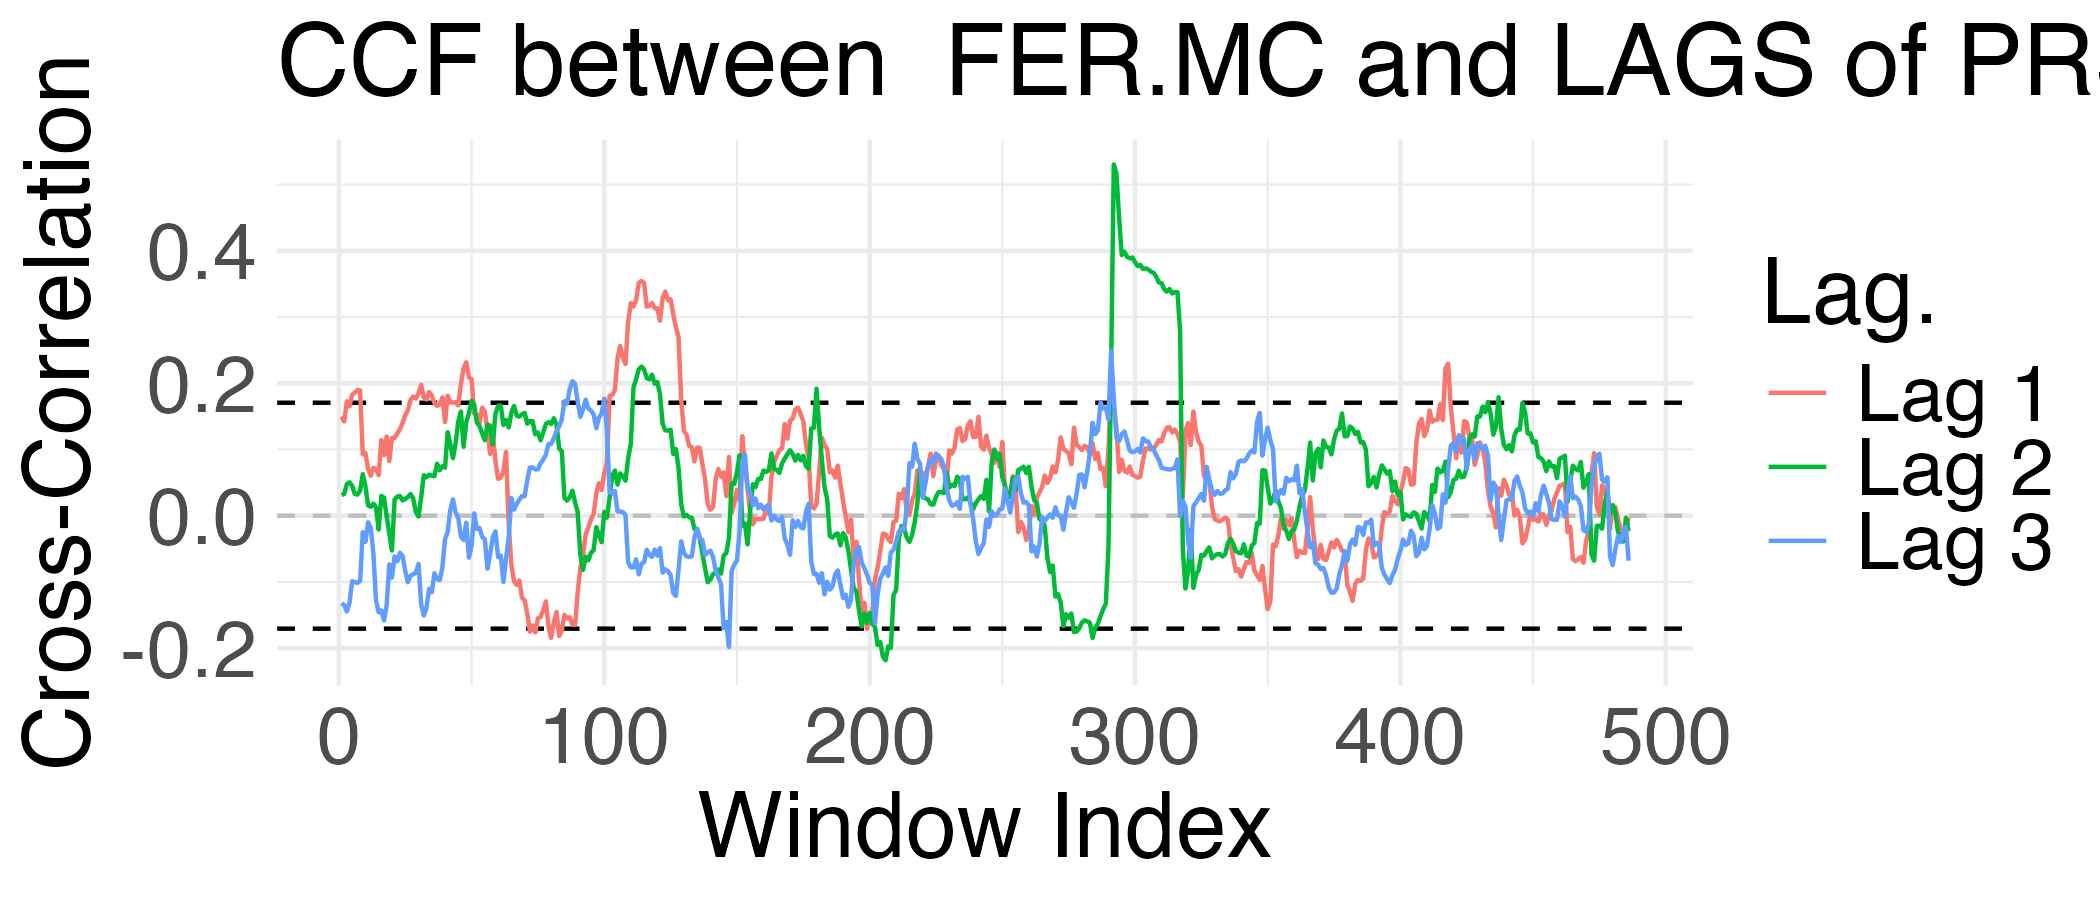 CCF between FER.MC and LAGS of
Cross-Correlation
0.4
0.2
0.0
-0.2
0 100 200 300 400 500
Window Index
Lag.
Lag 1
Lag 2
Lag 3